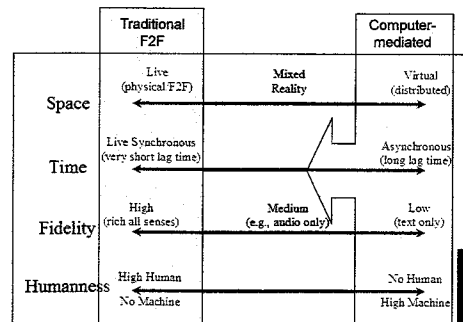 Traditional
F2F
Computer-
mediated
Space
Live
(physical F2F)
Mixed
Reality
Virtual
(distributed)
Time
Live Synchronous
(very short lag time)
Asynchronous
(long lag time)
Fidelity
High
(rich all senses)
Medium
(e.g., audio only)
Low
(text only)
Humanness
High Human
No Machine
No Human
High Machine